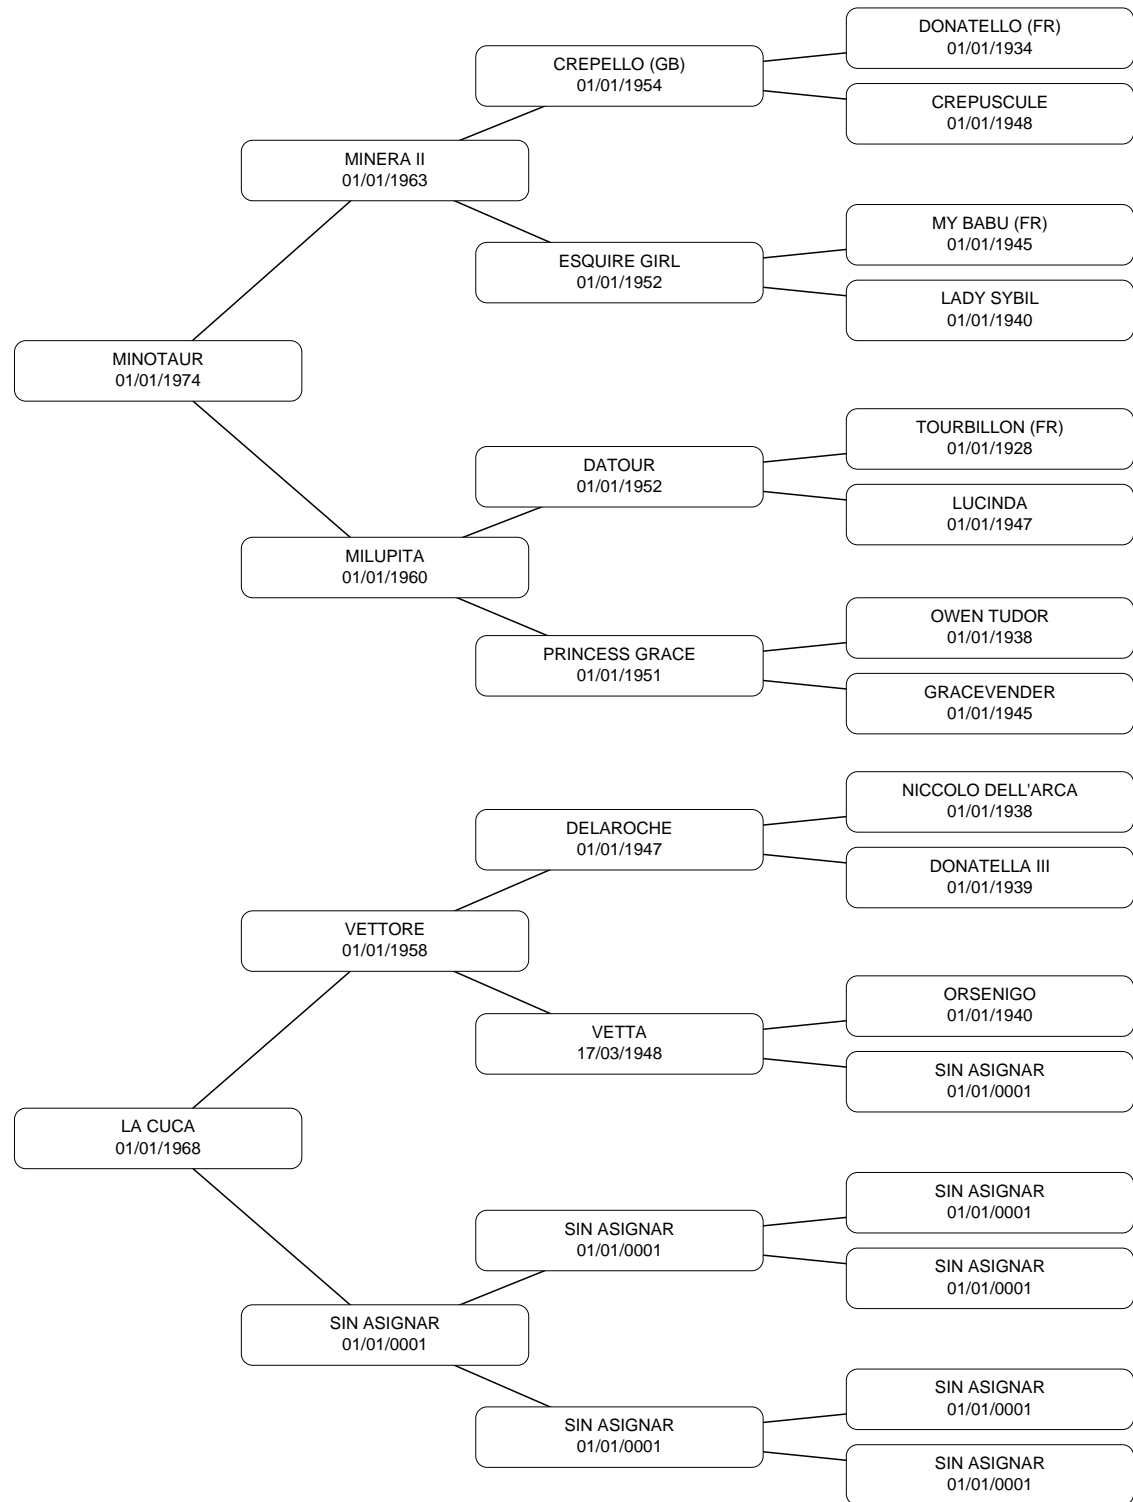 DONATELLO (FR)
01/01/1934
CREPELLO (GB)
01/01/1954
CREPUSCULE
01/01/1948
MINERA II
01/01/1963
MY BABU (FR)
01/01/1945
ESQUIRE GIRL
01/01/1952
LADY SYBIL
01/01/1940
MINOTAUR
01/01/1974
TOURBILLON (FR)
01/01/1928
DATOUR
01/01/1952
LUCINDA
01/01/1947
MILUPITA
01/01/1960
OWEN TUDOR
01/01/1938
PRINCESS GRACE
01/01/1951
GRACEVENDER
01/01/1945
NICCOLO DELL'ARCA
01/01/1938
DELAROCHE
01/01/1947
DONATELLA III
01/01/1939
VETTORE
01/01/1958
ORSENIGO
01/01/1940
VETTA
17/03/1948
SIN ASIGNAR
01/01/0001
LA CUCA
01/01/1968
SIN ASIGNAR
01/01/0001
SIN ASIGNAR
01/01/0001
SIN ASIGNAR
01/01/0001
SIN ASIGNAR
01/01/0001
SIN ASIGNAR
01/01/0001
SIN ASIGNAR
01/01/0001
SIN ASIGNAR
01/01/0001